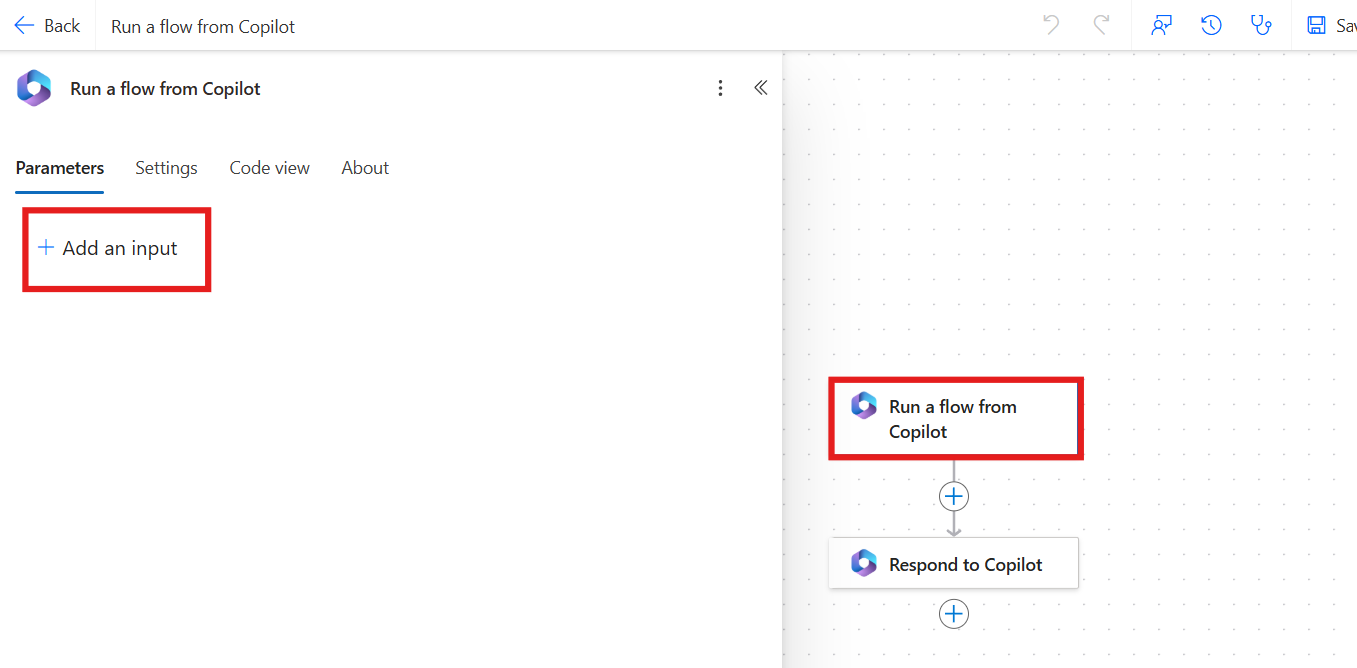 Back
Run a flow from Copilot
Run a flow from Copilot
Parameters
Settings
Code view
About
Add an input
Run a flow from
Copilot
Respond to Copilot